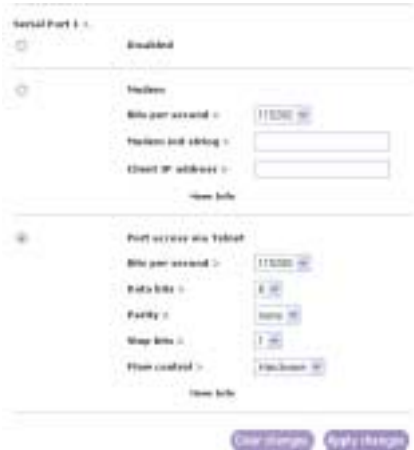 Serial Port 1 >
Disabled
Modem
Bits per second > 115200
Modem init string >
Client IP address >
More Info
Port access via Telnet
Bits per second > 115200
Data bits > 8
Parity > none
Stop bits > 1
Flow control > Hardware
More Info
Clear changes Apply changes